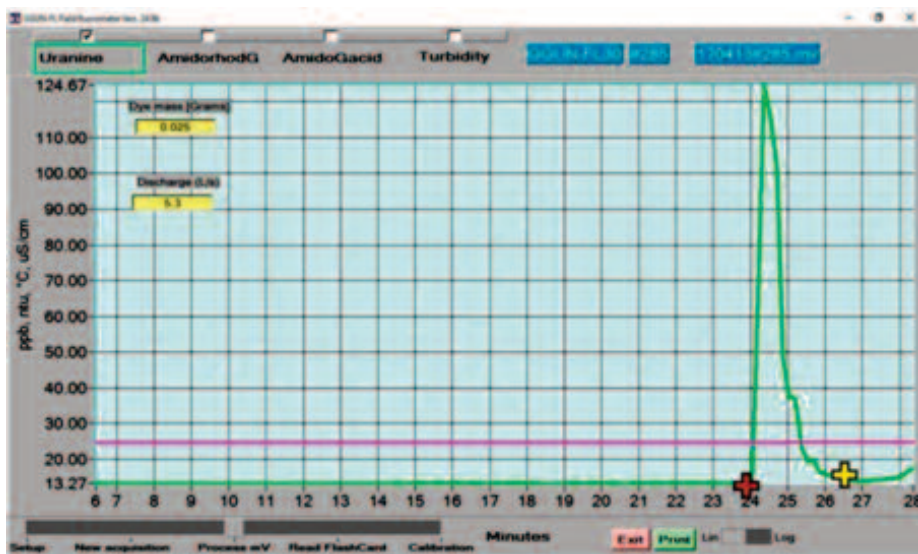 Uranine AmidorhodG AmidoGacid Turbidity
124.67
110.00
100.00
90.00
80.00
70.00
60.00
50.00
40.00
30.00
20.00
13.27
ppb, ntu, °C, uS/cm
Dye mass (Grams)
0.025
Discharge (L/s)
5.3
6 7 8 9 10 11 12 13 14 15 16 17 18 19 20 21 22 23 24 25 26 27 28
Minutes
Setup New acquisition Process mV Read FlashCard Calibration
Exit Print Lin Log